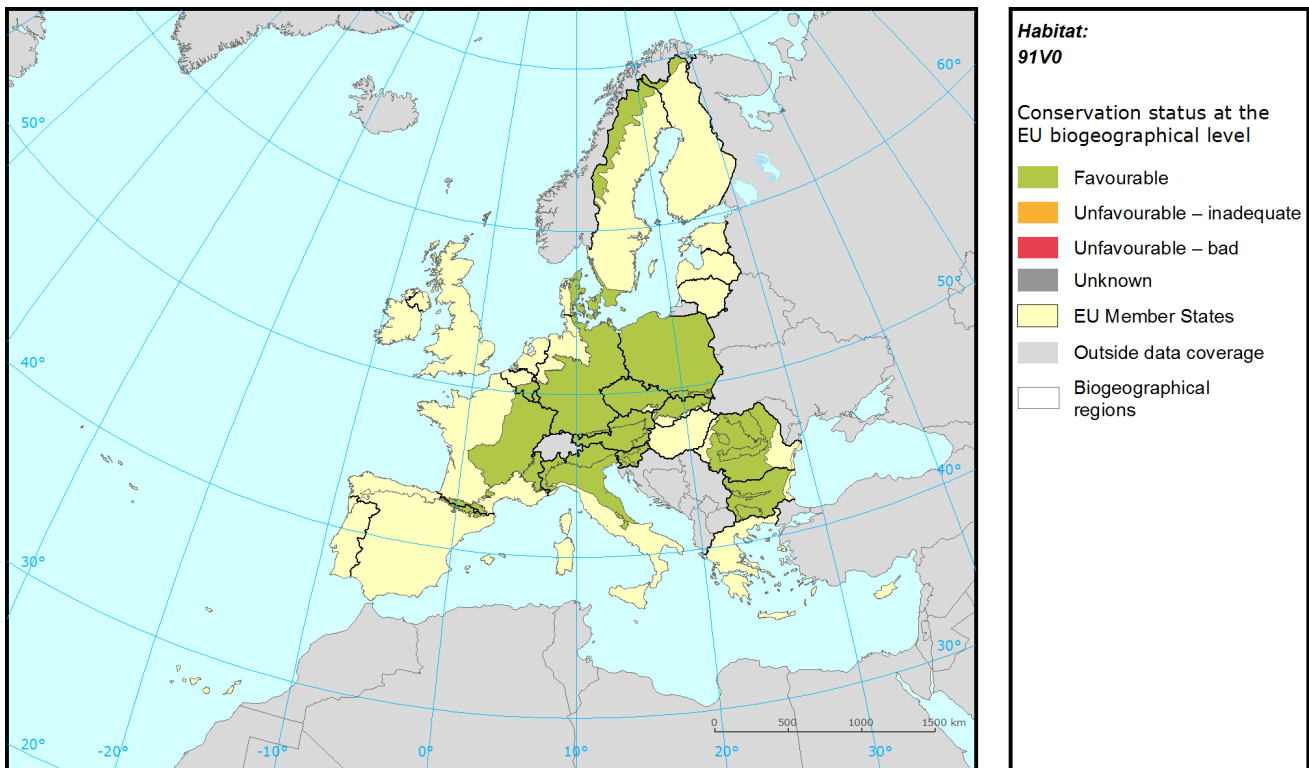 Habitat:
91V0
Conservation status at the
EU biogeographical level
Favourable
Unfavourable – inadequate
Unfavourable – bad
Unknown
EU Member States
Outside data coverage
Biogeographical
regions
60°
50°
50°
40°
40°
30°
30°
20°
-20°
-10°
0°
10°
20°
30°
0 500 1000 1500 km